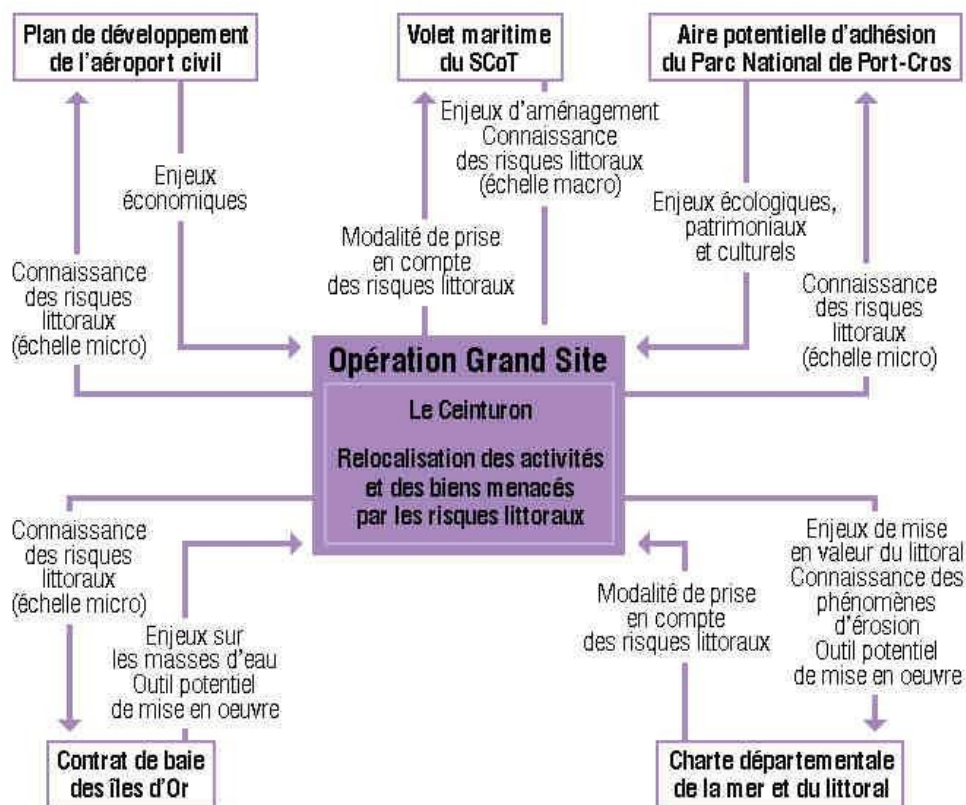 Plan de développement
de l'aéroport civil
Volet maritime
du SCoT
Aire potentielle d'adhésion
du Parc National de Port-Cros
Enjeux
économiques
Connaissance
des risques
littoraux
(échelle micro)
Modalité de prise
en compte
des risques littoraux
Enjeux d'aménagement
Connaissance
des risques littoraux
(échelle macro)
Enjeux écologiques,
patrimoniaux
et culturels
Connaissance
des risques
littoraux
(échelle micro)
Opération Grand Site
Le Ceinturon
Relocalisation des activités
et des biens menacés
par les risques littoraux
Connaissance
des risques
littoraux
(échelle micro)
Enjeux sur
les masses d'eau
Outil potentiel
de mise en oeuvre
Modalité de prise
en compte
des risques littoraux
Enjeux de mise
en valeur du littoral
Connaissance des
phénomènes
d'érosion
Outil potentiel
de mise en oeuvre
Contrat de baie
des îles d'Or
Charte départementale
de la mer et du littoral